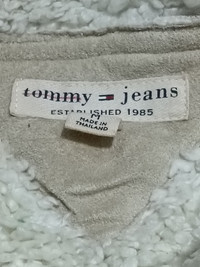 tommy jeans
ESTABLISHED 1985
M
MADE IN
THAILAND